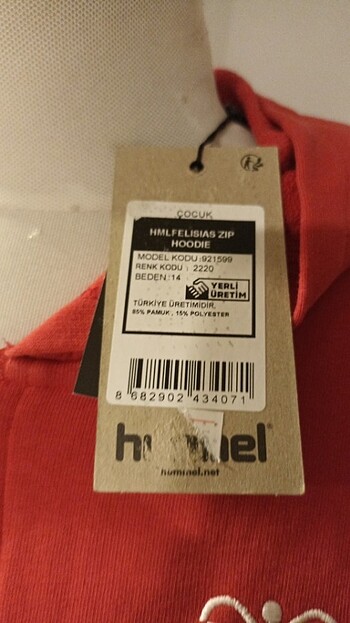 ÇOCUK
HMLFELISIAS ZIP
HOODIE
MODEL KODU :921599
RENK KODU : 2220
BEDEN :14
YERLİ
ÜRETİM
TÜRKİYE ÜRETİMİDİR.
85% PAMUK , 15% POLYESTER
8 682902 434071
hummel
hummel.net